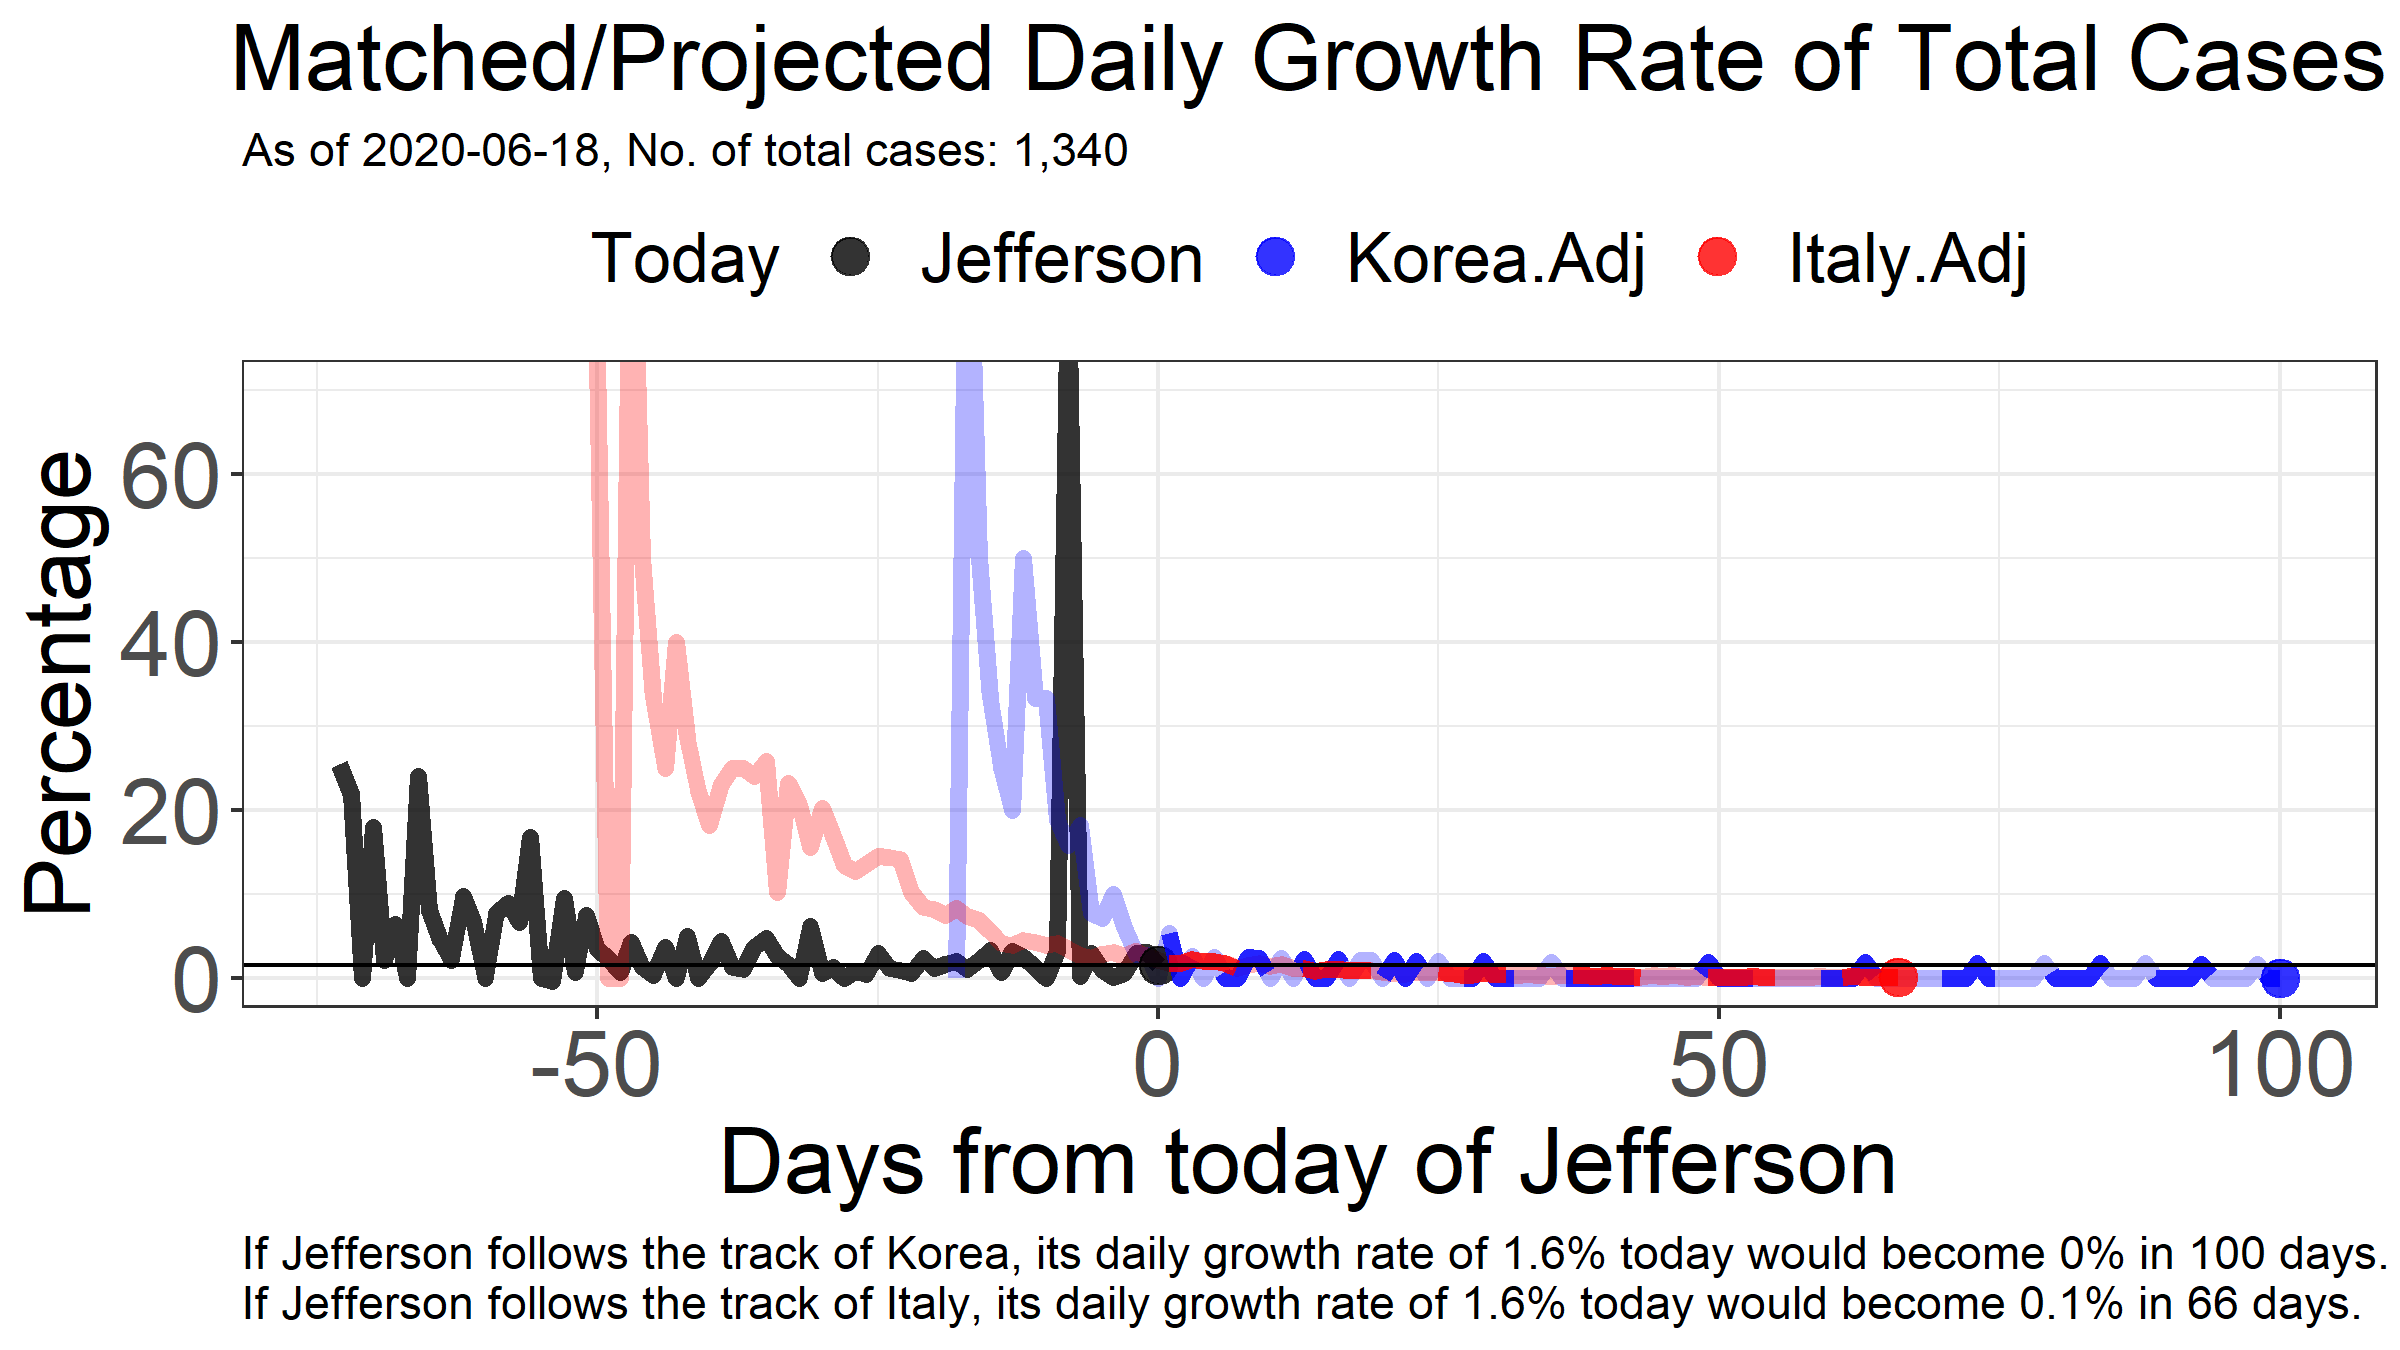 Matched/Projected Daily Growth Rate of Total Cases
As of 2020-06-18, No. of total cases: 1,340
Today Jefferson Korea.Adj Italy.Adj
Percentage
60
40
20
0
-50 0 50 100
Days from today of Jefferson
If Jefferson follows the track of Korea, its daily growth rate of 1.6% today would become 0% in 100 days.
If Jefferson follows the track of Italy, its daily growth rate of 1.6% today would become 0.1% in 66 days.